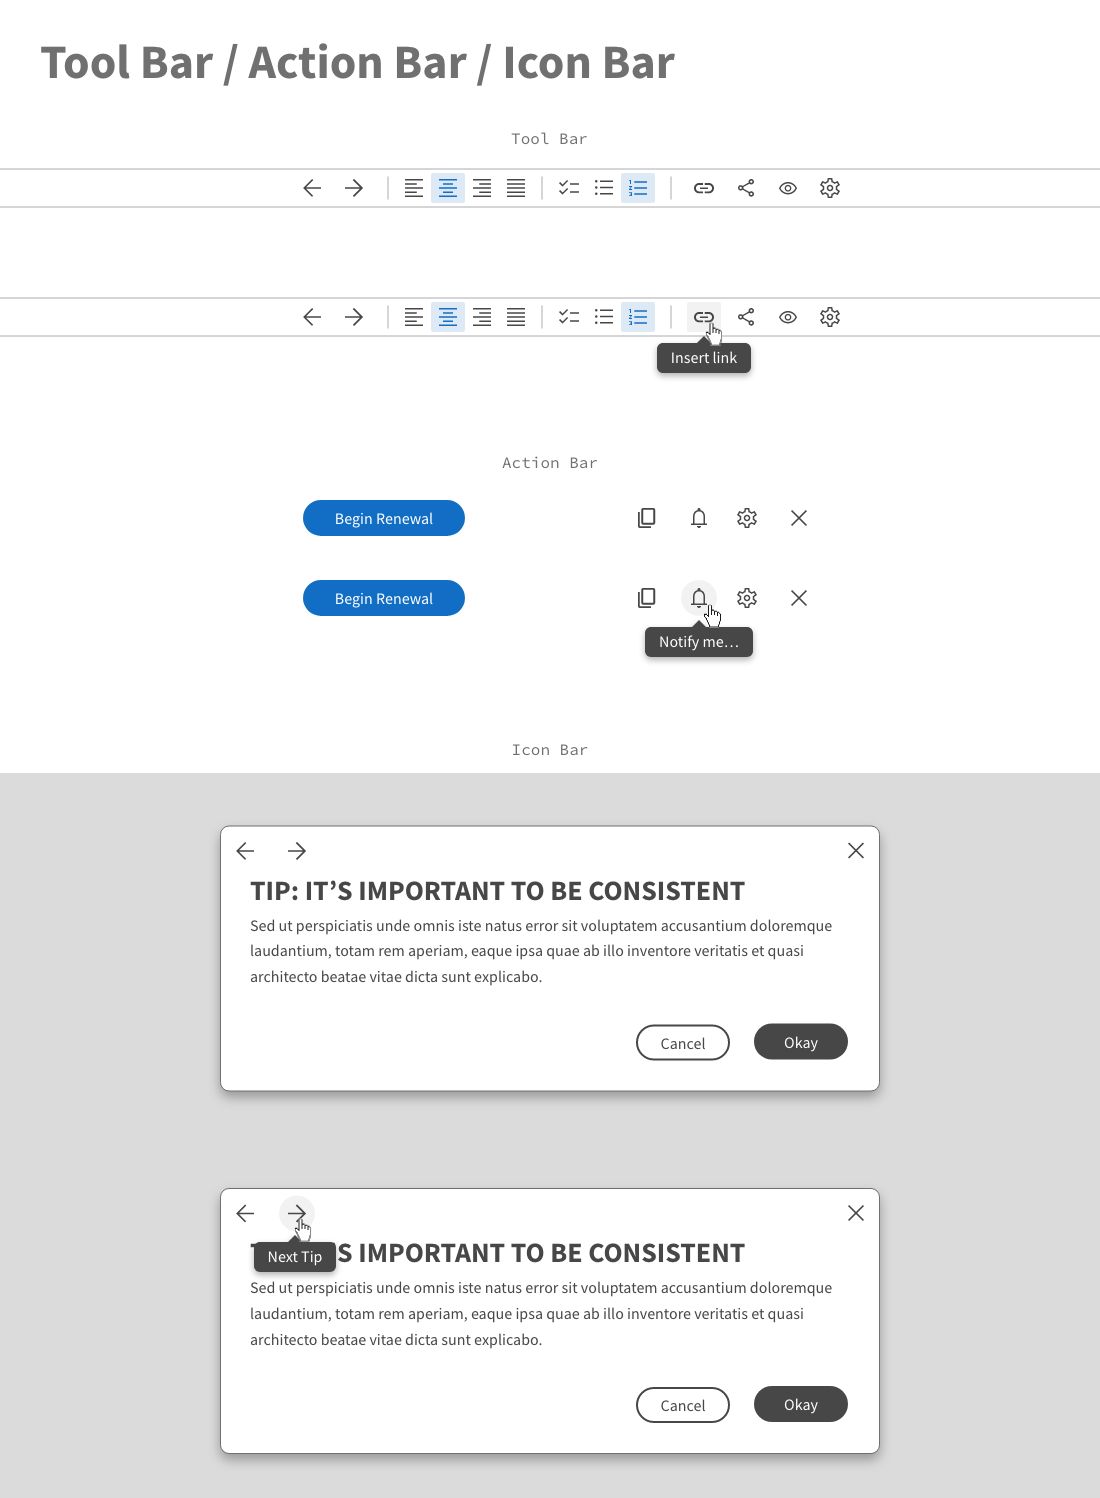 Tool Bar / Action Bar / Icon Bar
Tool Bar
Insert link
Action Bar
Begin Renewal
Begin Renewal
Notify me...
Icon Bar
TIP: IT’S IMPORTANT TO BE CONSISTENT
Sed ut perspiciatis unde omnis iste natus error sit voluptatem accusantium doloremque
laudantium, totam rem aperiam, eaque ipsa quae ab illo inventore veritatis et quasi
architecto beatae vitae dicta sunt explicabo.
Cancel Okay
S IMPORTANT TO BE CONSISTENT
Next Tip
Sed ut perspiciatis unde omnis iste natus error sit voluptatem accusantium doloremque
laudantium, totam rem aperiam, eaque ipsa quae ab illo inventore veritatis et quasi
architecto beatae vitae dicta sunt explicabo.
Cancel Okay